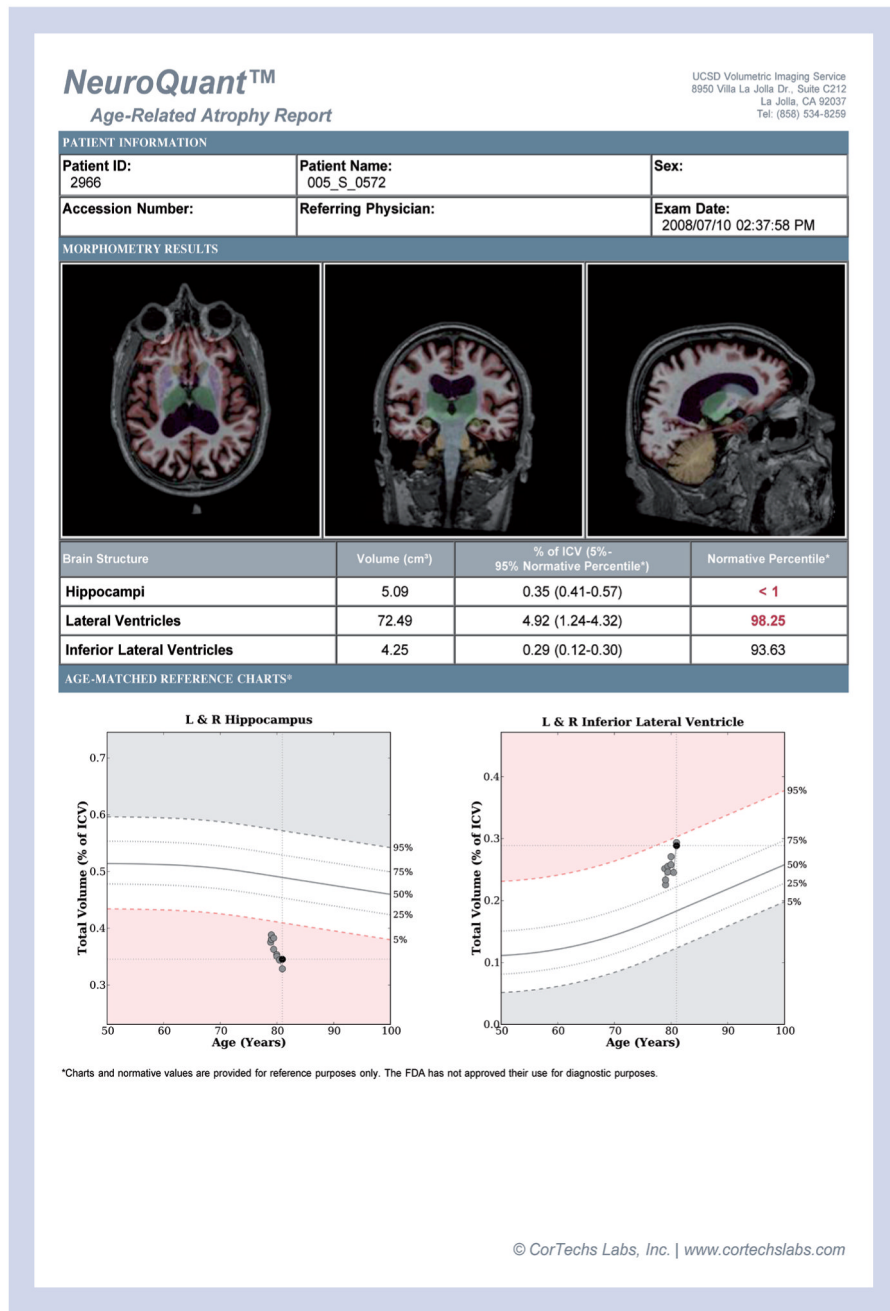 NeuroQuant™
Age-Related Atrophy Report
UCSD Volumetric Imaging Service
8950 Villa La Jolla Dr., Suite C212
La Jolla, CA 92037
Tel: (858) 534-8259
PATIENT INFORMATION
Patient ID:
2966
Patient Name:
005_S_0572
Sex:
Accession Number:
Referring Physician:
Exam Date:
2008/07/10 02:37:58 PM
MORPHOMETRY RESULTS
Brain Structure
Volume (cm³)
% of ICV (5%-
95% Normative Percentile*)
Normative Percentile*
Hippocampi 5.09 0.35 (0.41-0.57) < 1
Lateral Ventricles 72.49 4.92 (1.24-4.32) 98.25
Inferior Lateral Ventricles 4.25 0.29 (0.12-0.30) 93.63
AGE-MATCHED REFERENCE CHARTS*
L & R Hippocampus
Total Volume (% of ICV)
0.7
0.6
0.5
0.4
0.3
95%
75%
50%
25%
5%
50 60 70 80 90 100
Age (Years)
L & R Inferior Lateral Ventricle
Total Volume (% of ICV)
0.4
0.3
0.2
0.1
0.0
95%
75%
50%
25%
5%
50 60 70 80 90 100
Age (Years)
*Charts and normative values are provided for reference purposes only. The FDA has not approved their use for diagnostic purposes.
© CorTechs Labs, Inc. | www.cortechslabs.com